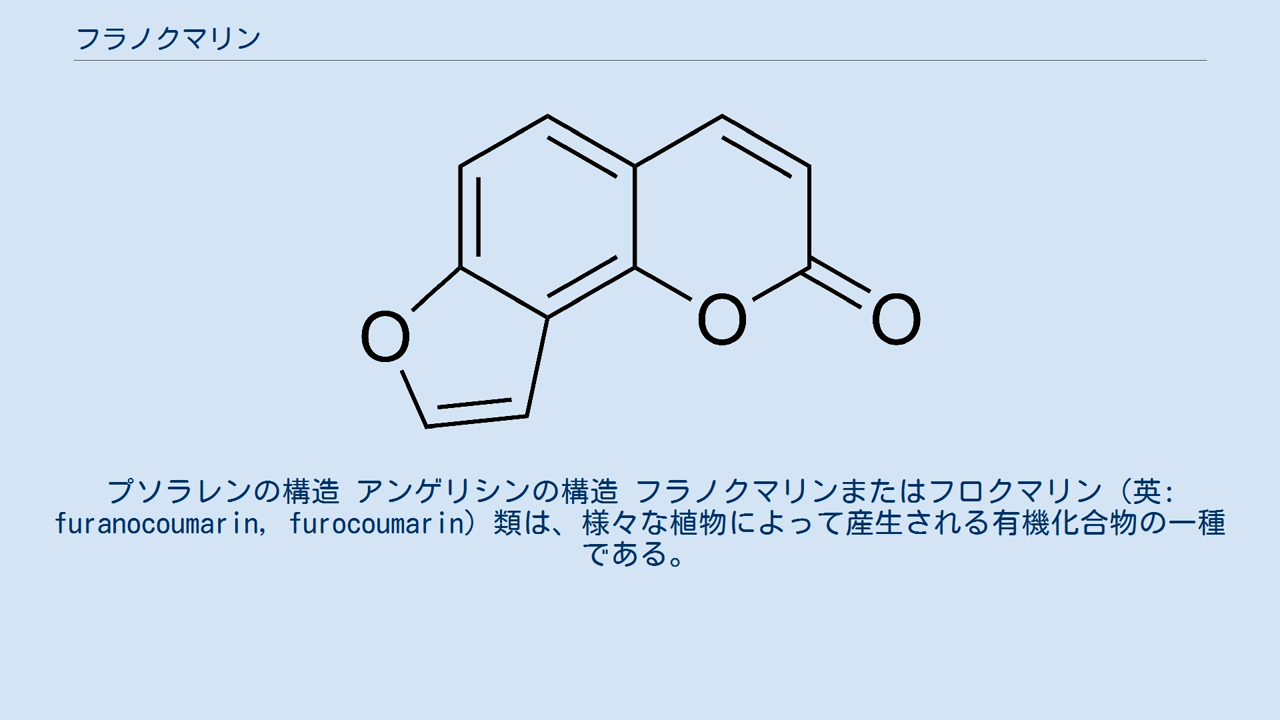 フラノクマリン
O
O
O
プソラレンの構造 アンゲリシンの構造 フラノクマリンまたはフロクマリン（英:
furanocoumarin, furocoumarin）類は、様々な植物によって産生される有機化合物の一種
である。